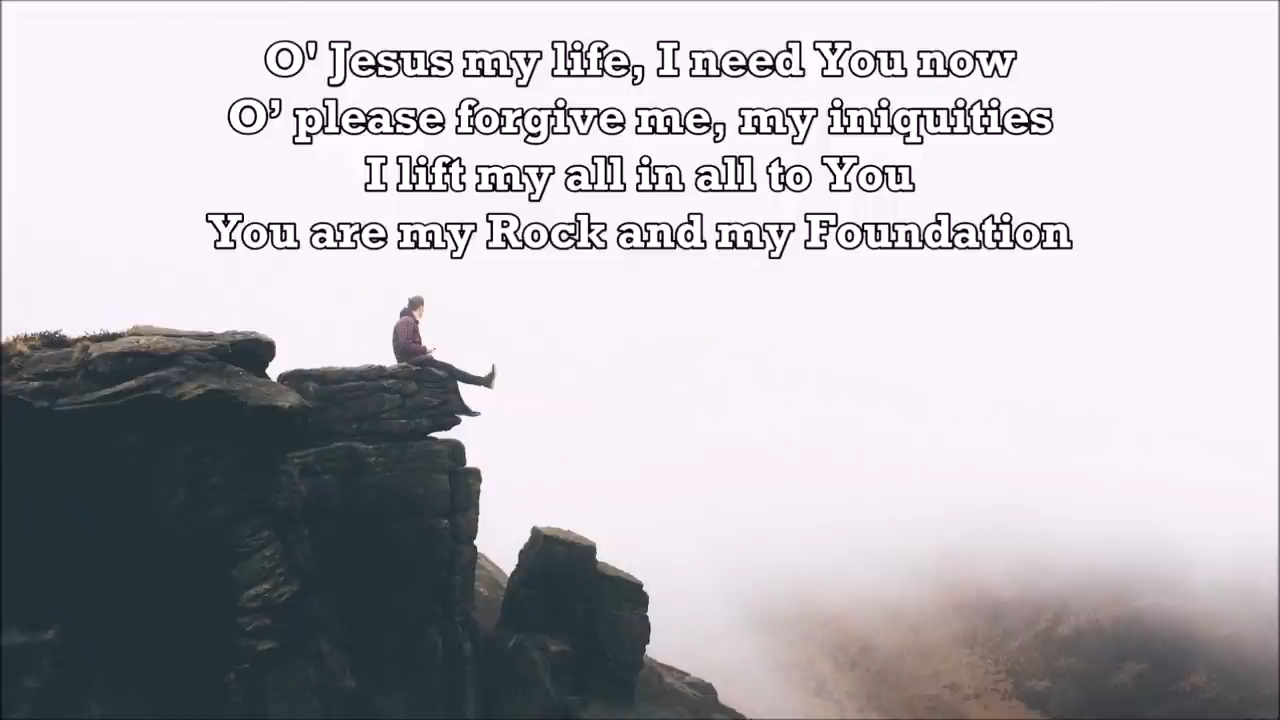 O' Jesus my life, I need You now
O’ please forgive me, my iniquities
I lift my all in all to You
You are my Rock and my Foundation